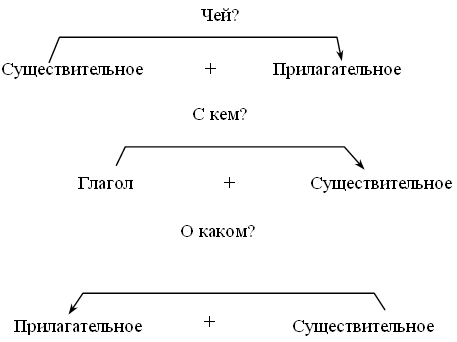 Чей?
Существительное + Прилагательное
С кем?
Глагол + Существительное
О каком?
Прилагательное + Существительное